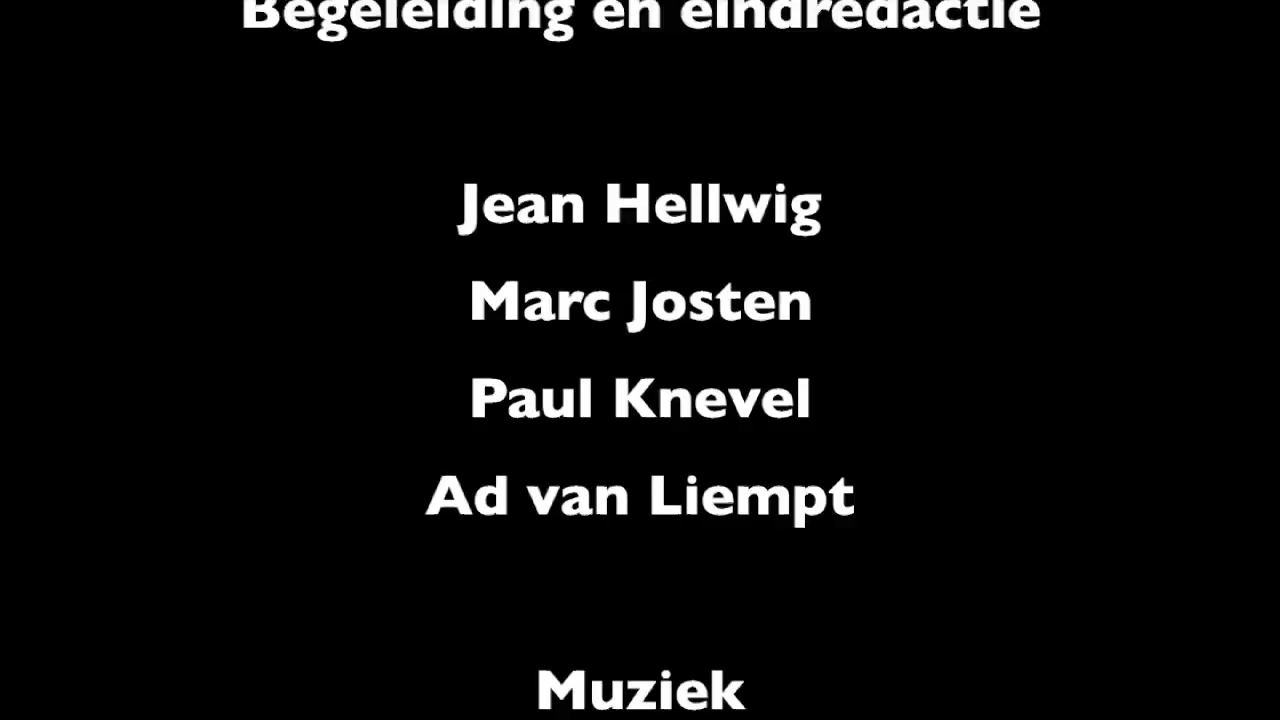 Begeleiding en eindredactie
Jean Hellwig
Marc Josten
Paul Knevel
Ad van Liempt
Muziek